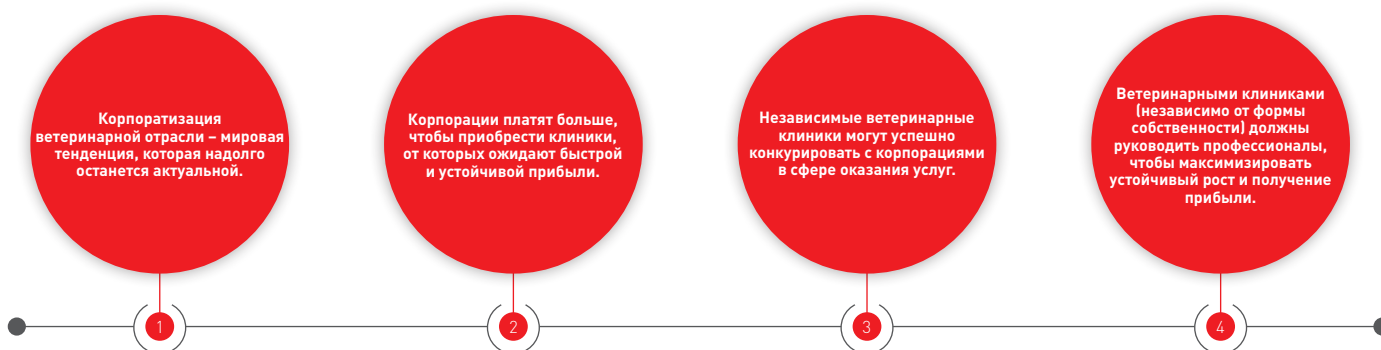 Корпоратизация
ветеринарной отрасли – мировая
тенденция, которая надолго
останется актуальной.
Корпорации платят больше,
чтобы приобрести клиники,
от которых ожидают быстрой
и устойчивой прибыли.
Независимые ветеринарные
клиники могут успешно
конкурировать с корпорациями
в сфере оказания услуг.
Ветеринарными клиниками
(независимо от формы
собственности) должны
руководить профессионалы,
чтобы максимизировать
устойчивый рост и получение
прибыли.
1
2
3
4